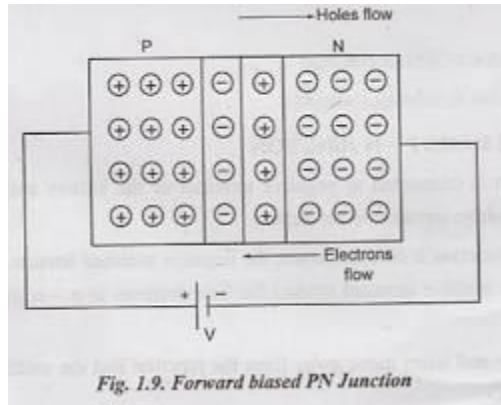 Holes flow
P N
+ + + − + − − −
+ + + − + − − −
+ + + − + − − −
+ + + − + − − −
Electrons
flow
+ −
V
Fig. 1.9. Forward biased PN Junction